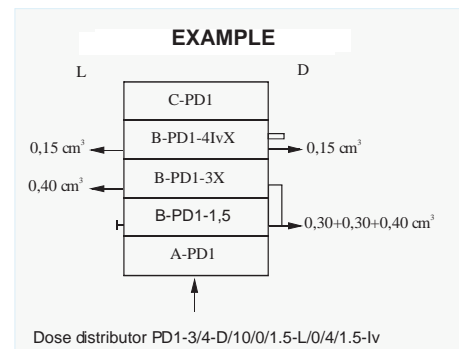 EXAMPLE
L D
C-PD1
B-PD1-4IvX
0,15 cm³ 0,15 cm³
B-PD1-3X
0,40 cm³
B-PD1-1,5
0,30+0,30+0,40 cm³
A-PD1
Dose distributor PD1-3/4-D/10/0/1.5-L/0/4/1.5-Iv